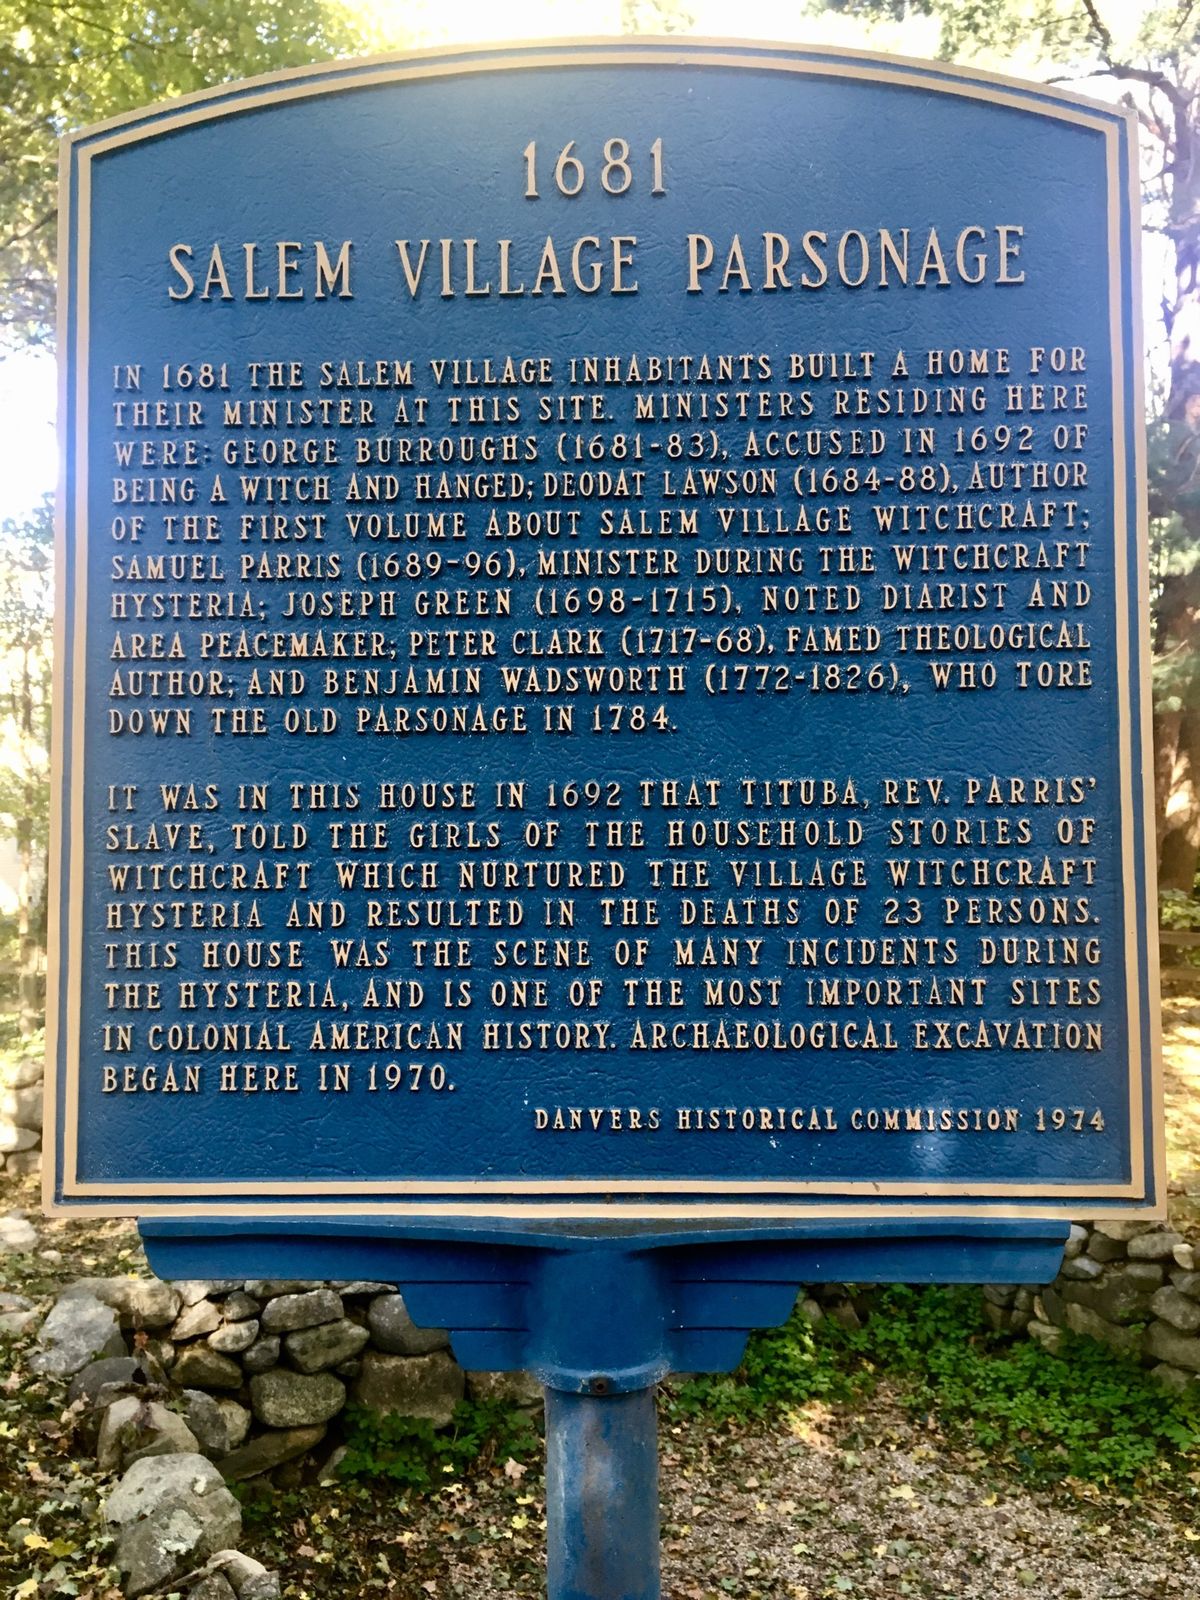 1681
SALEM VILLAGE PARSONAGE
IN 1681 THE SALEM VILLAGE INHABITANTS BUILT A HOME FOR
THEIR MINISTER AT THIS SITE. MINISTERS RESIDING HERE
WERE: GEORGE BURROUGHS (1681-83), ACCUSED IN 1692 OF
BEING A WITCH AND HANGED; DEODAT LAWSON (1684-88), AUTHOR
OF THE FIRST VOLUME ABOUT SALEM VILLAGE WITCHCRAFT;
SAMUEL PARRIS (1689-96), MINISTER DURING THE WITCHCRAFT
HYSTERIA; JOSEPH GREEN (1698-1715), NOTED DIARIST AND
AREA PEACEMAKER; PETER CLARK (1717-68), FAMED THEOLOGICAL
AUTHOR; AND BENJAMIN WADSWORTH (1772-1826), WHO TORE
DOWN THE OLD PARSONAGE IN 1784.
IT WAS IN THIS HOUSE IN 1692 THAT TITUBA, REV. PARRIS'
SLAVE, TOLD THE GIRLS OF THE HOUSEHOLD STORIES OF
WITCHCRAFT WHICH NURTURED THE VILLAGE WITCHCRAFT
HYSTERIA AND RESULTED IN THE DEATHS OF 23 PERSONS.
THIS HOUSE WAS THE SCENE OF MANY INCIDENTS DURING
THE HYSTERIA, AND IS ONE OF THE MOST IMPORTANT SITES
IN COLONIAL AMERICAN HISTORY. ARCHAEOLOGICAL EXCAVATION
BEGAN HERE IN 1970.
DANVERS HISTORICAL COMMISSION 1974